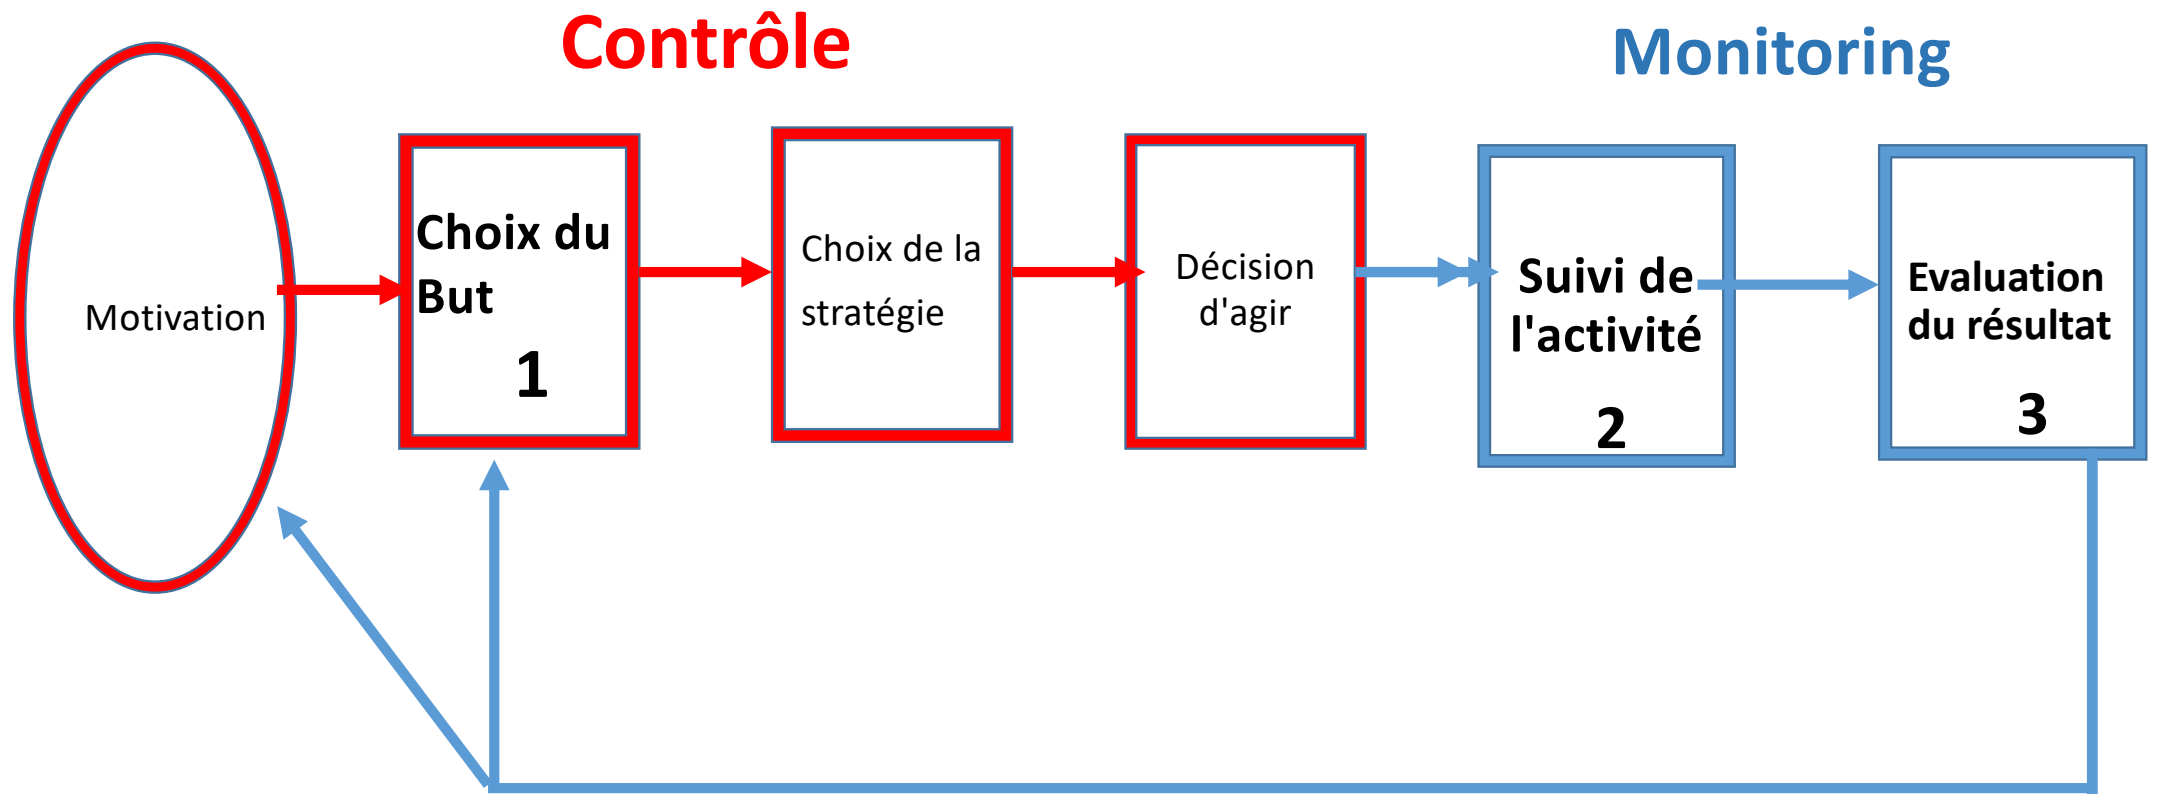 Contrôle
Monitoring
Motivation
Choix du
But
1
Choix de la
stratégie
Décision
d'agir
Suivi de
l'activité
2
Evaluation
du résultat
3